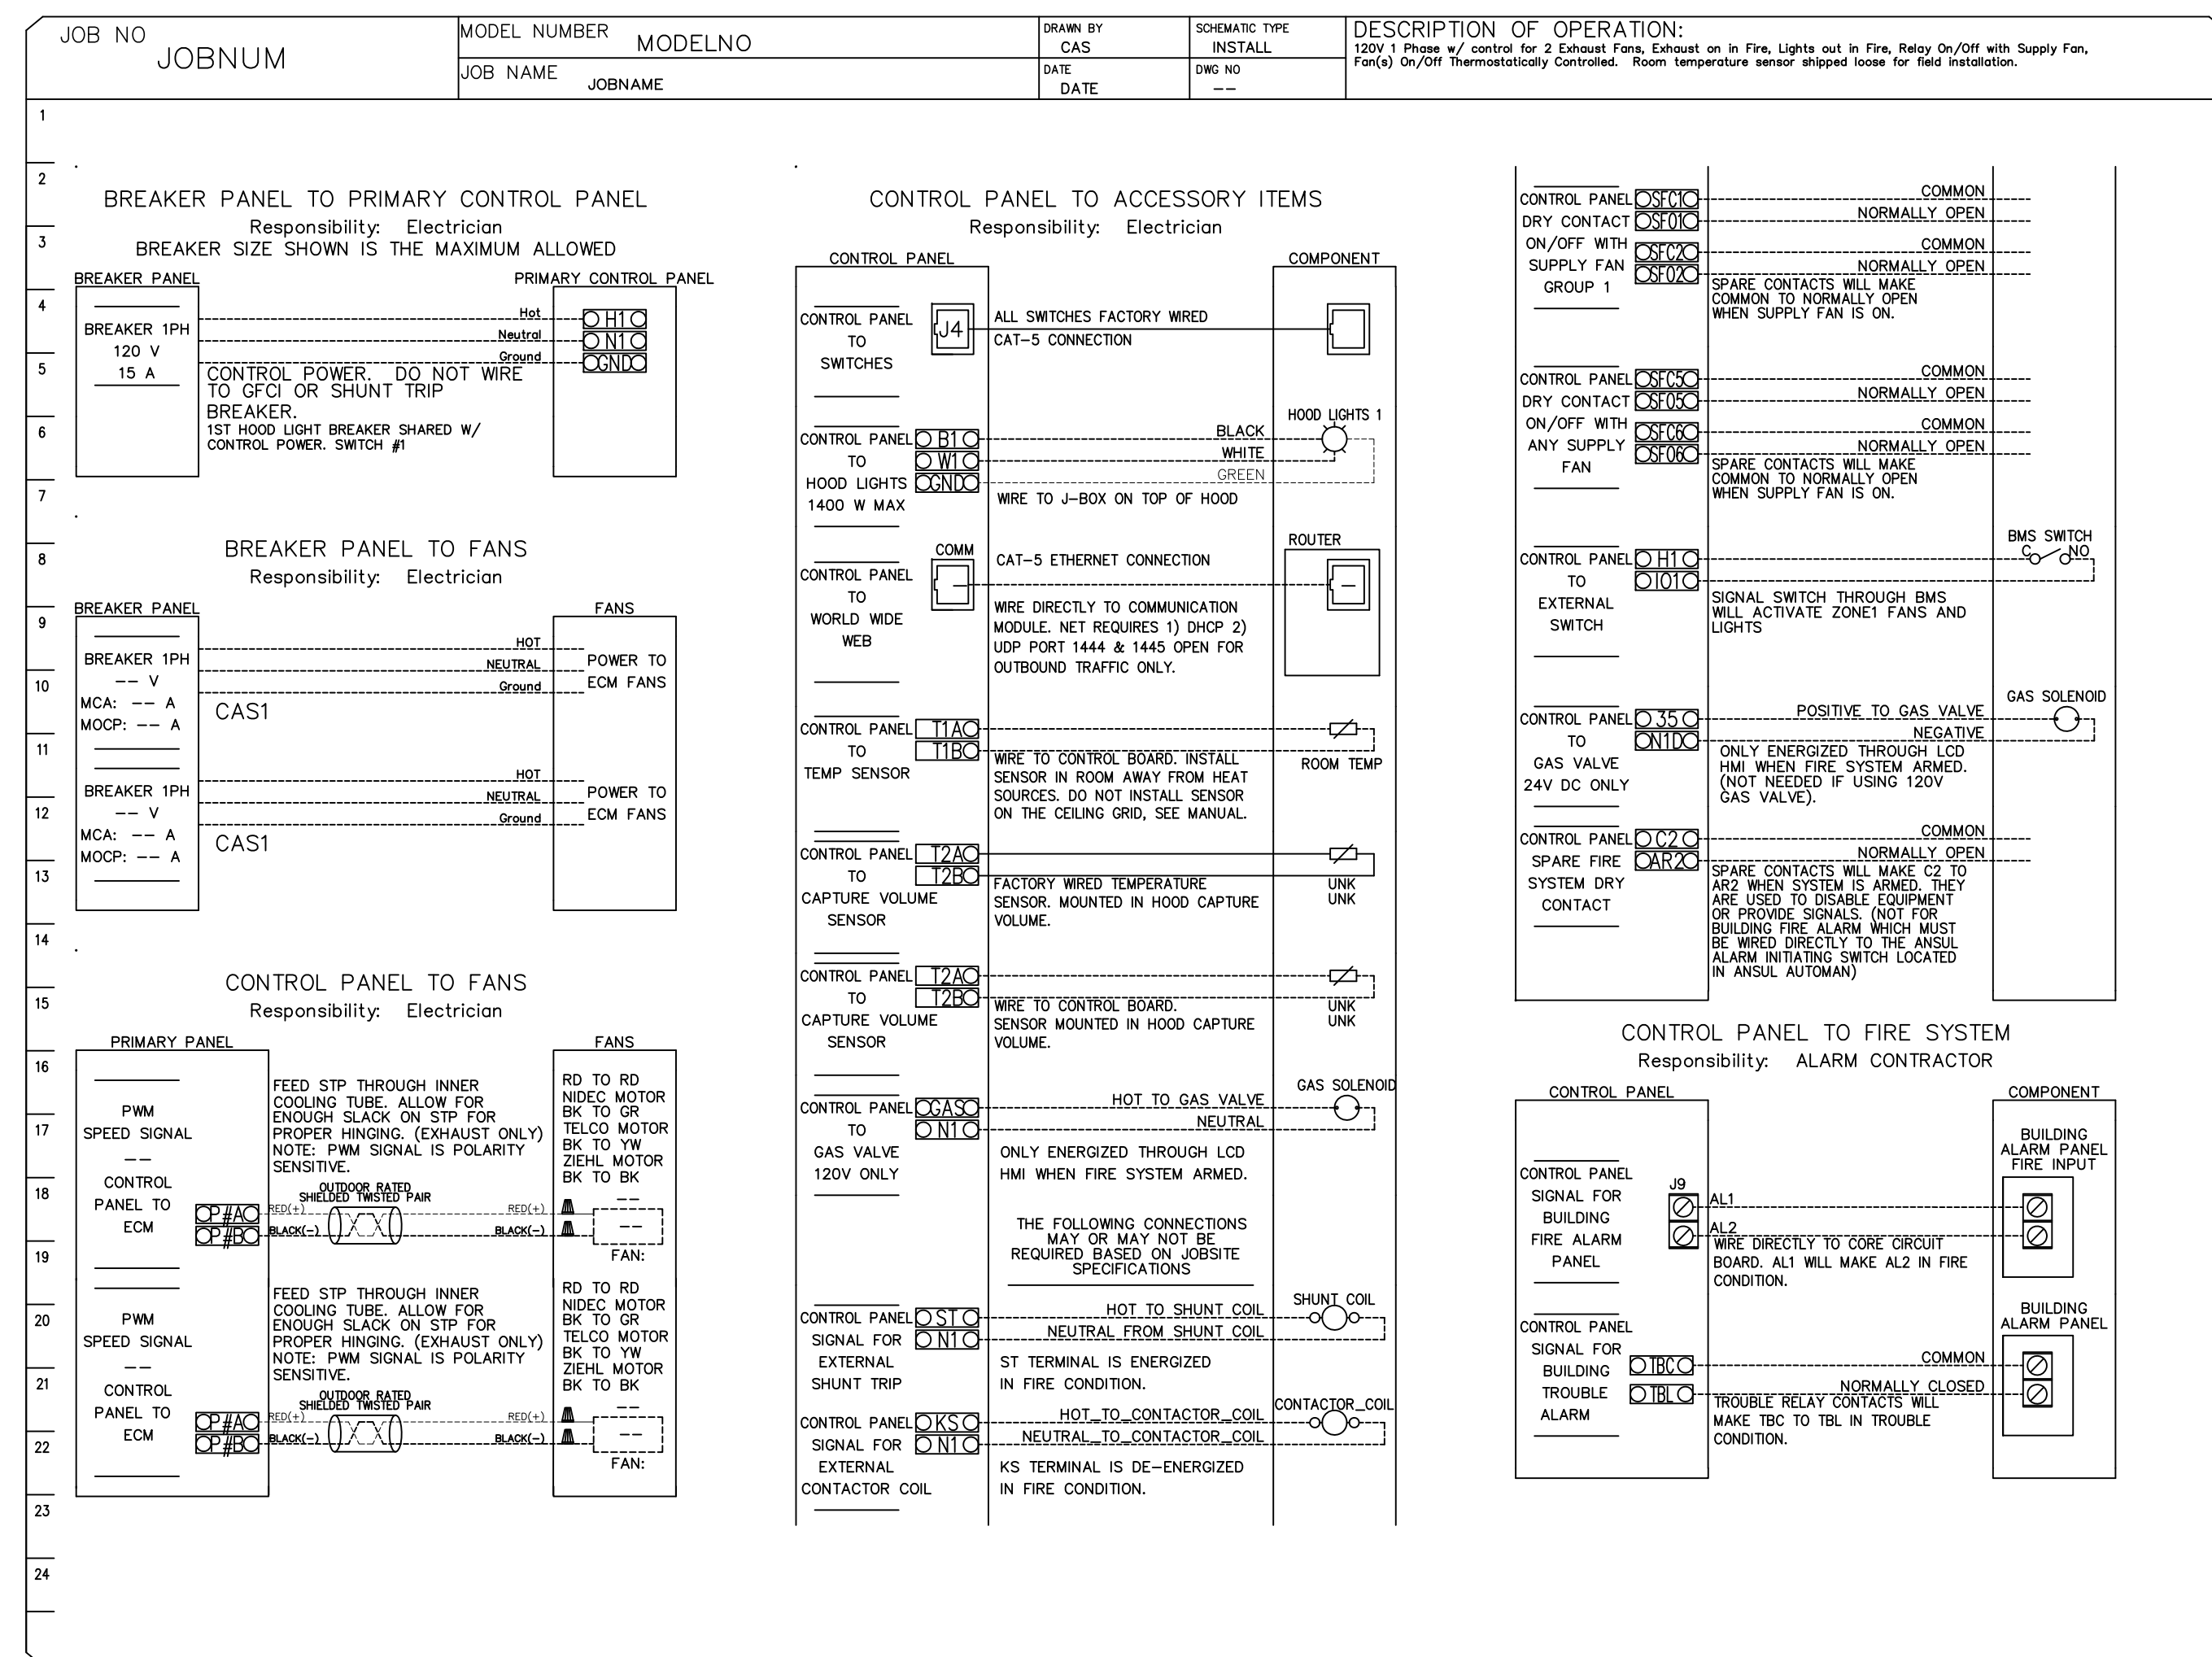 JOB NO
JOBNUM
MODEL NUMBER
MODELNO
JOB NAME
JOBNAME
DRAWN BY
CAS
DATE
DATE
SCHEMATIC TYPE
INSTALL
DWG NO
--
DESCRIPTION OF OPERATION:
120V 1 Phase w/ control for 2 Exhaust Fans, Exhaust on in Fire, Lights out in Fire, Relay On/Off with Supply Fan,
Fan(s) On/Off Thermostatically Controlled. Room temperature sensor shipped loose for field installation.
1
2
3
4
5
6
7
8
9
10
11
12
13
14
15
16
17
18
19
20
21
22
23
24
BREAKER PANEL TO PRIMARY CONTROL PANEL
Responsibility: Electrician
BREAKER SIZE SHOWN IS THE MAXIMUM ALLOWED
BREAKER PANEL
PRIMARY CONTROL PANEL
BREAKER 1PH
120 V
15 A
Hot
H1
Neutral
N1
Ground
GND
CONTROL POWER. DO NOT WIRE
TO GFCI OR SHUNT TRIP
BREAKER.
1ST HOOD LIGHT BREAKER SHARED W/
CONTROL POWER. SWITCH #1
BREAKER PANEL TO FANS
Responsibility: Electrician
BREAKER PANEL
FANS
BREAKER 1PH
-- V
MCA: -- A
MOCP: -- A
HOT
NEUTRAL
Ground
POWER TO
ECM FANS
CAS1
BREAKER 1PH
-- V
MCA: -- A
MOCP: -- A
HOT
NEUTRAL
Ground
POWER TO
ECM FANS
CAS1
CONTROL PANEL TO FANS
Responsibility: Electrician
PRIMARY PANEL
FANS
PWM
SPEED SIGNAL
--
CONTROL
PANEL TO
ECM
FEED STP THROUGH INNER
COOLING TUBE. ALLOW FOR
ENOUGH SLACK ON STP FOR
PROPER HINGING. (EXHAUST ONLY)
NOTE: PWM SIGNAL IS POLARITY
SENSITIVE.
RD TO RD
NIDEC MOTOR
BK TO GR
TELCO MOTOR
BK TO YW
ZIEHL MOTOR
BK TO BK
OUTDOOR RATED
SHIELDED TWISTED PAIR
P#A
RED(+)
RED(+)
P#B
BLACK(-)
BLACK(-)
--
--
FAN:
PWM
SPEED SIGNAL
--
CONTROL
PANEL TO
ECM
FEED STP THROUGH INNER
COOLING TUBE. ALLOW FOR
ENOUGH SLACK ON STP FOR
PROPER HINGING. (EXHAUST ONLY)
NOTE: PWM SIGNAL IS POLARITY
SENSITIVE.
RD TO RD
NIDEC MOTOR
BK TO GR
TELCO MOTOR
BK TO YW
ZIEHL MOTOR
BK TO BK
OUTDOOR RATED
SHIELDED TWISTED PAIR
P#A
RED(+)
RED(+)
P#B
BLACK(-)
BLACK(-)
--
--
FAN:
CONTROL PANEL TO ACCESSORY ITEMS
Responsibility: Electrician
CONTROL PANEL
COMPONENT
CONTROL PANEL
TO
SWITCHES
J4
ALL SWITCHES FACTORY WIRED
CAT-5 CONNECTION
CONTROL PANEL
TO
HOOD LIGHTS
1400 W MAX
B1
W1
GND
BLACK
WHITE
GREEN
HOOD LIGHTS 1
WIRE TO J-BOX ON TOP OF HOOD
CONTROL PANEL
TO
WORLD WIDE
WEB
COMM
CAT-5 ETHERNET CONNECTION
ROUTER
WIRE DIRECTLY TO COMMUNICATION
MODULE. NET REQUIRES 1) DHCP 2)
UDP PORT 1444 & 1445 OPEN FOR
OUTBOUND TRAFFIC ONLY.
CONTROL PANEL
TO
TEMP SENSOR
T1A
T1B
ROOM TEMP
WIRE TO CONTROL BOARD. INSTALL
SENSOR IN ROOM AWAY FROM HEAT
SOURCES. DO NOT INSTALL SENSOR
ON THE CEILING GRID, SEE MANUAL.
CONTROL PANEL
TO
CAPTURE VOLUME
SENSOR
T2A
T2B
FACTORY WIRED TEMPERATURE
SENSOR. MOUNTED IN HOOD CAPTURE
VOLUME.
UNK
UNK
CONTROL PANEL
TO
CAPTURE VOLUME
SENSOR
T2A
T2B
WIRE TO CONTROL BOARD.
SENSOR MOUNTED IN HOOD CAPTURE
VOLUME.
UNK
UNK
CONTROL PANEL
TO
GAS VALVE
120V ONLY
GAS
N1
HOT TO GAS VALVE
NEUTRAL
GAS SOLENOID
ONLY ENERGIZED THROUGH LCD
HMI WHEN FIRE SYSTEM ARMED.
THE FOLLOWING CONNECTIONS
MAY OR MAY NOT BE
REQUIRED BASED ON JOBSITE
SPECIFICATIONS
CONTROL PANEL
SIGNAL FOR
EXTERNAL
SHUNT TRIP
ST
N1
HOT TO SHUNT COIL
NEUTRAL FROM SHUNT COIL
SHUNT COIL
ST TERMINAL IS ENERGIZED
IN FIRE CONDITION.
CONTROL PANEL
SIGNAL FOR
EXTERNAL
CONTACTOR COIL
KS
N1
HOT_TO_CONTACTOR_COIL
NEUTRAL_TO_CONTACTOR_COIL
CONTACTOR_COIL
KS TERMINAL IS DE-ENERGIZED
IN FIRE CONDITION.
CONTROL PANEL
DRY CONTACT
ON/OFF WITH
SUPPLY FAN
GROUP 1
SFC1
SF01
SFC2
SF02
COMMON
NORMALLY OPEN
COMMON
NORMALLY OPEN
SPARE CONTACTS WILL MAKE
COMMON TO NORMALLY OPEN
WHEN SUPPLY FAN IS ON.
CONTROL PANEL
DRY CONTACT
ON/OFF WITH
ANY SUPPLY
FAN
SFC5
SF05
SFC6
SF06
COMMON
NORMALLY OPEN
COMMON
NORMALLY OPEN
SPARE CONTACTS WILL MAKE
COMMON TO NORMALLY OPEN
WHEN SUPPLY FAN IS ON.
CONTROL PANEL
TO
EXTERNAL
SWITCH
H1
IO1
BMS SWITCH
C
NO
SIGNAL SWITCH THROUGH BMS
WILL ACTIVATE ZONE1 FANS AND
LIGHTS
CONTROL PANEL
TO
GAS VALVE
24V DC ONLY
35
N1D
POSITIVE TO GAS VALVE
NEGATIVE
GAS SOLENOID
ONLY ENERGIZED THROUGH LCD
HMI WHEN FIRE SYSTEM ARMED.
(NOT NEEDED IF USING 120V
GAS VALVE).
CONTROL PANEL
SPARE FIRE
SYSTEM DRY
CONTACT
C2
AR2
COMMON
NORMALLY OPEN
SPARE CONTACTS WILL MAKE C2 TO
AR2 WHEN SYSTEM IS ARMED. THEY
ARE USED TO DISABLE EQUIPMENT
OR PROVIDE SIGNALS. (NOT FOR
BUILDING FIRE ALARM WHICH MUST
BE WIRED DIRECTLY TO THE ANSUL
ALARM INITIATING SWITCH LOCATED
IN ANSUL AUTOMAN)
CONTROL PANEL TO FIRE SYSTEM
Responsibility: ALARM CONTRACTOR
CONTROL PANEL
COMPONENT
CONTROL PANEL
SIGNAL FOR
BUILDING
FIRE ALARM
PANEL
J9
AL1
AL2
BUILDING
ALARM PANEL
FIRE INPUT
WIRE DIRECTLY TO CORE CIRCUIT
BOARD. AL1 WILL MAKE AL2 IN FIRE
CONDITION.
CONTROL PANEL
SIGNAL FOR
BUILDING
TROUBLE
ALARM
TBC
TBL
COMMON
NORMALLY CLOSED
BUILDING
ALARM PANEL
TROUBLE RELAY CONTACTS WILL
MAKE TBC TO TBL IN TROUBLE
CONDITION.